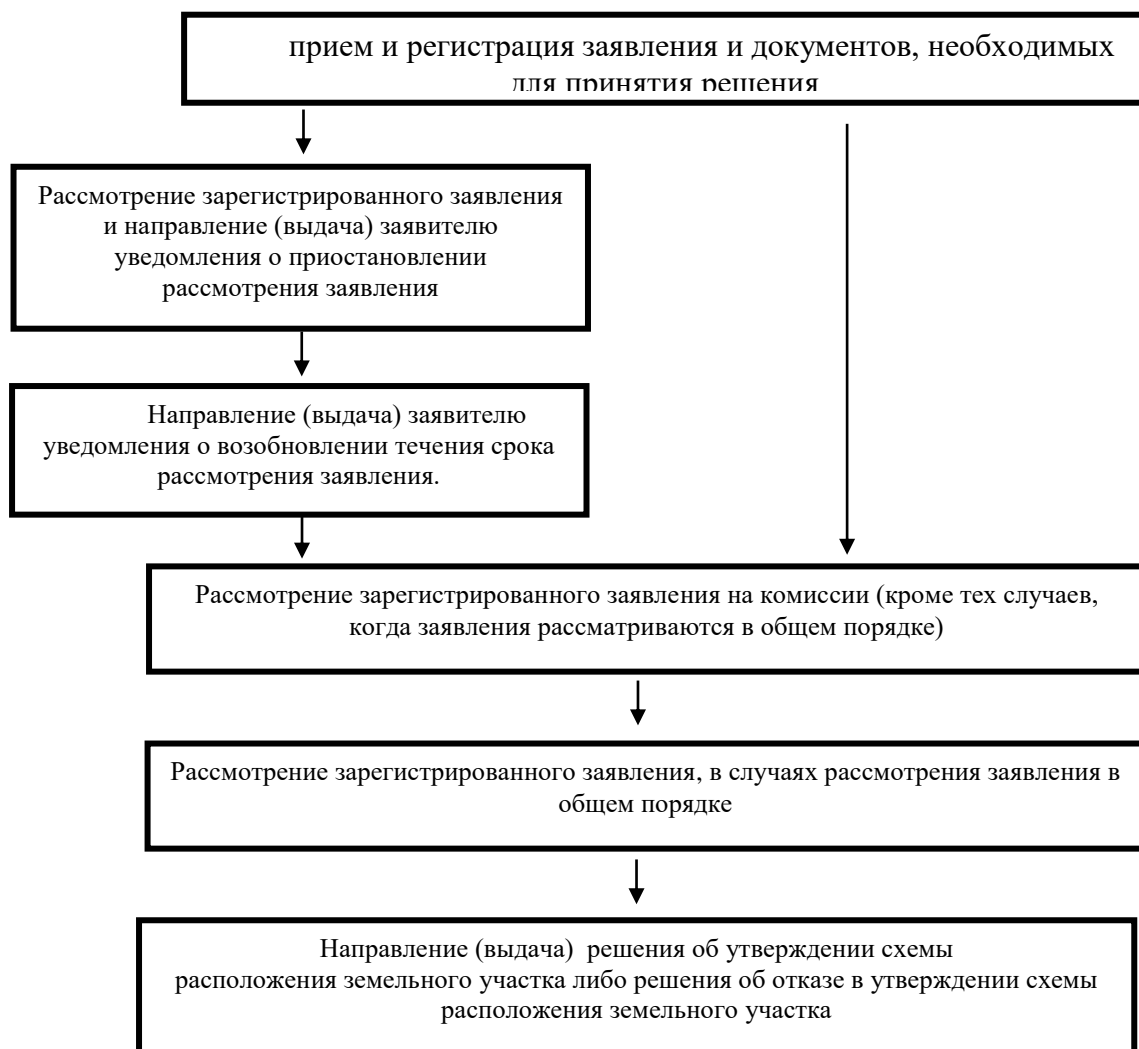 прием и регистрация заявления и документов, необходимых
для принятия решения
Рассмотрение зарегистрированного заявления
и направление (выдача) заявителю
уведомления о приостановлении
рассмотрения заявления
Направление (выдача) заявителю
уведомления о возобновлении течения срока
рассмотрения заявления.
Рассмотрение зарегистрированного заявления на комиссии (кроме тех случаев,
когда заявления рассматриваются в общем порядке)
Рассмотрение зарегистрированного заявления, в случаях рассмотрения заявления в
общем порядке
Направление (выдача) решения об утверждении схемы
расположения земельного участка либо решения об отказе в утверждении схемы
расположения земельного участка